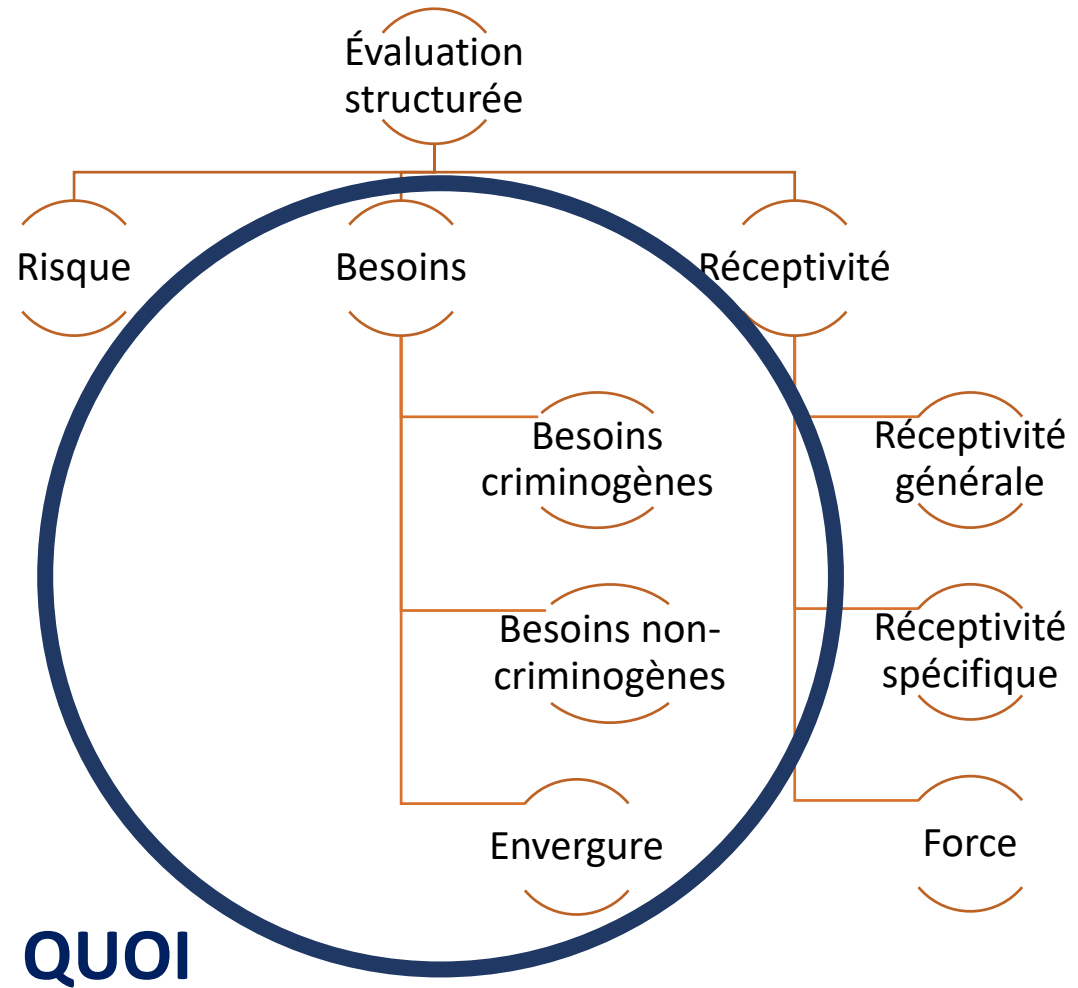 Évaluation
structurée
Risque
Besoins
Réceptivité
Besoins
criminogènes
Réceptivité
générale
Besoins non-
criminogènes
Réceptivité
spécifique
Envergure
Force
QUOI